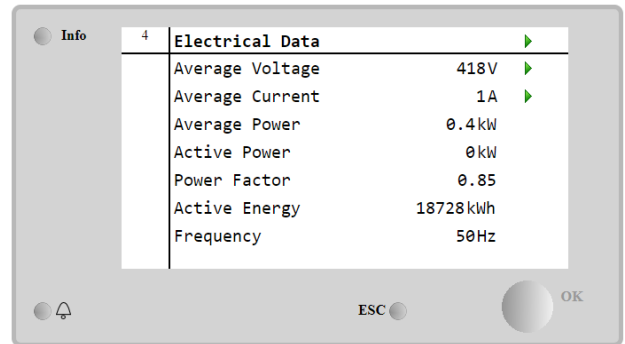 Info
4 Electrical Data
Average Voltage 418V
Average Current 1A
Average Power 0.4kW
Active Power 0kW
Power Factor 0.85
Active Energy 18728kWh
Frequency 50Hz
ESC
OK